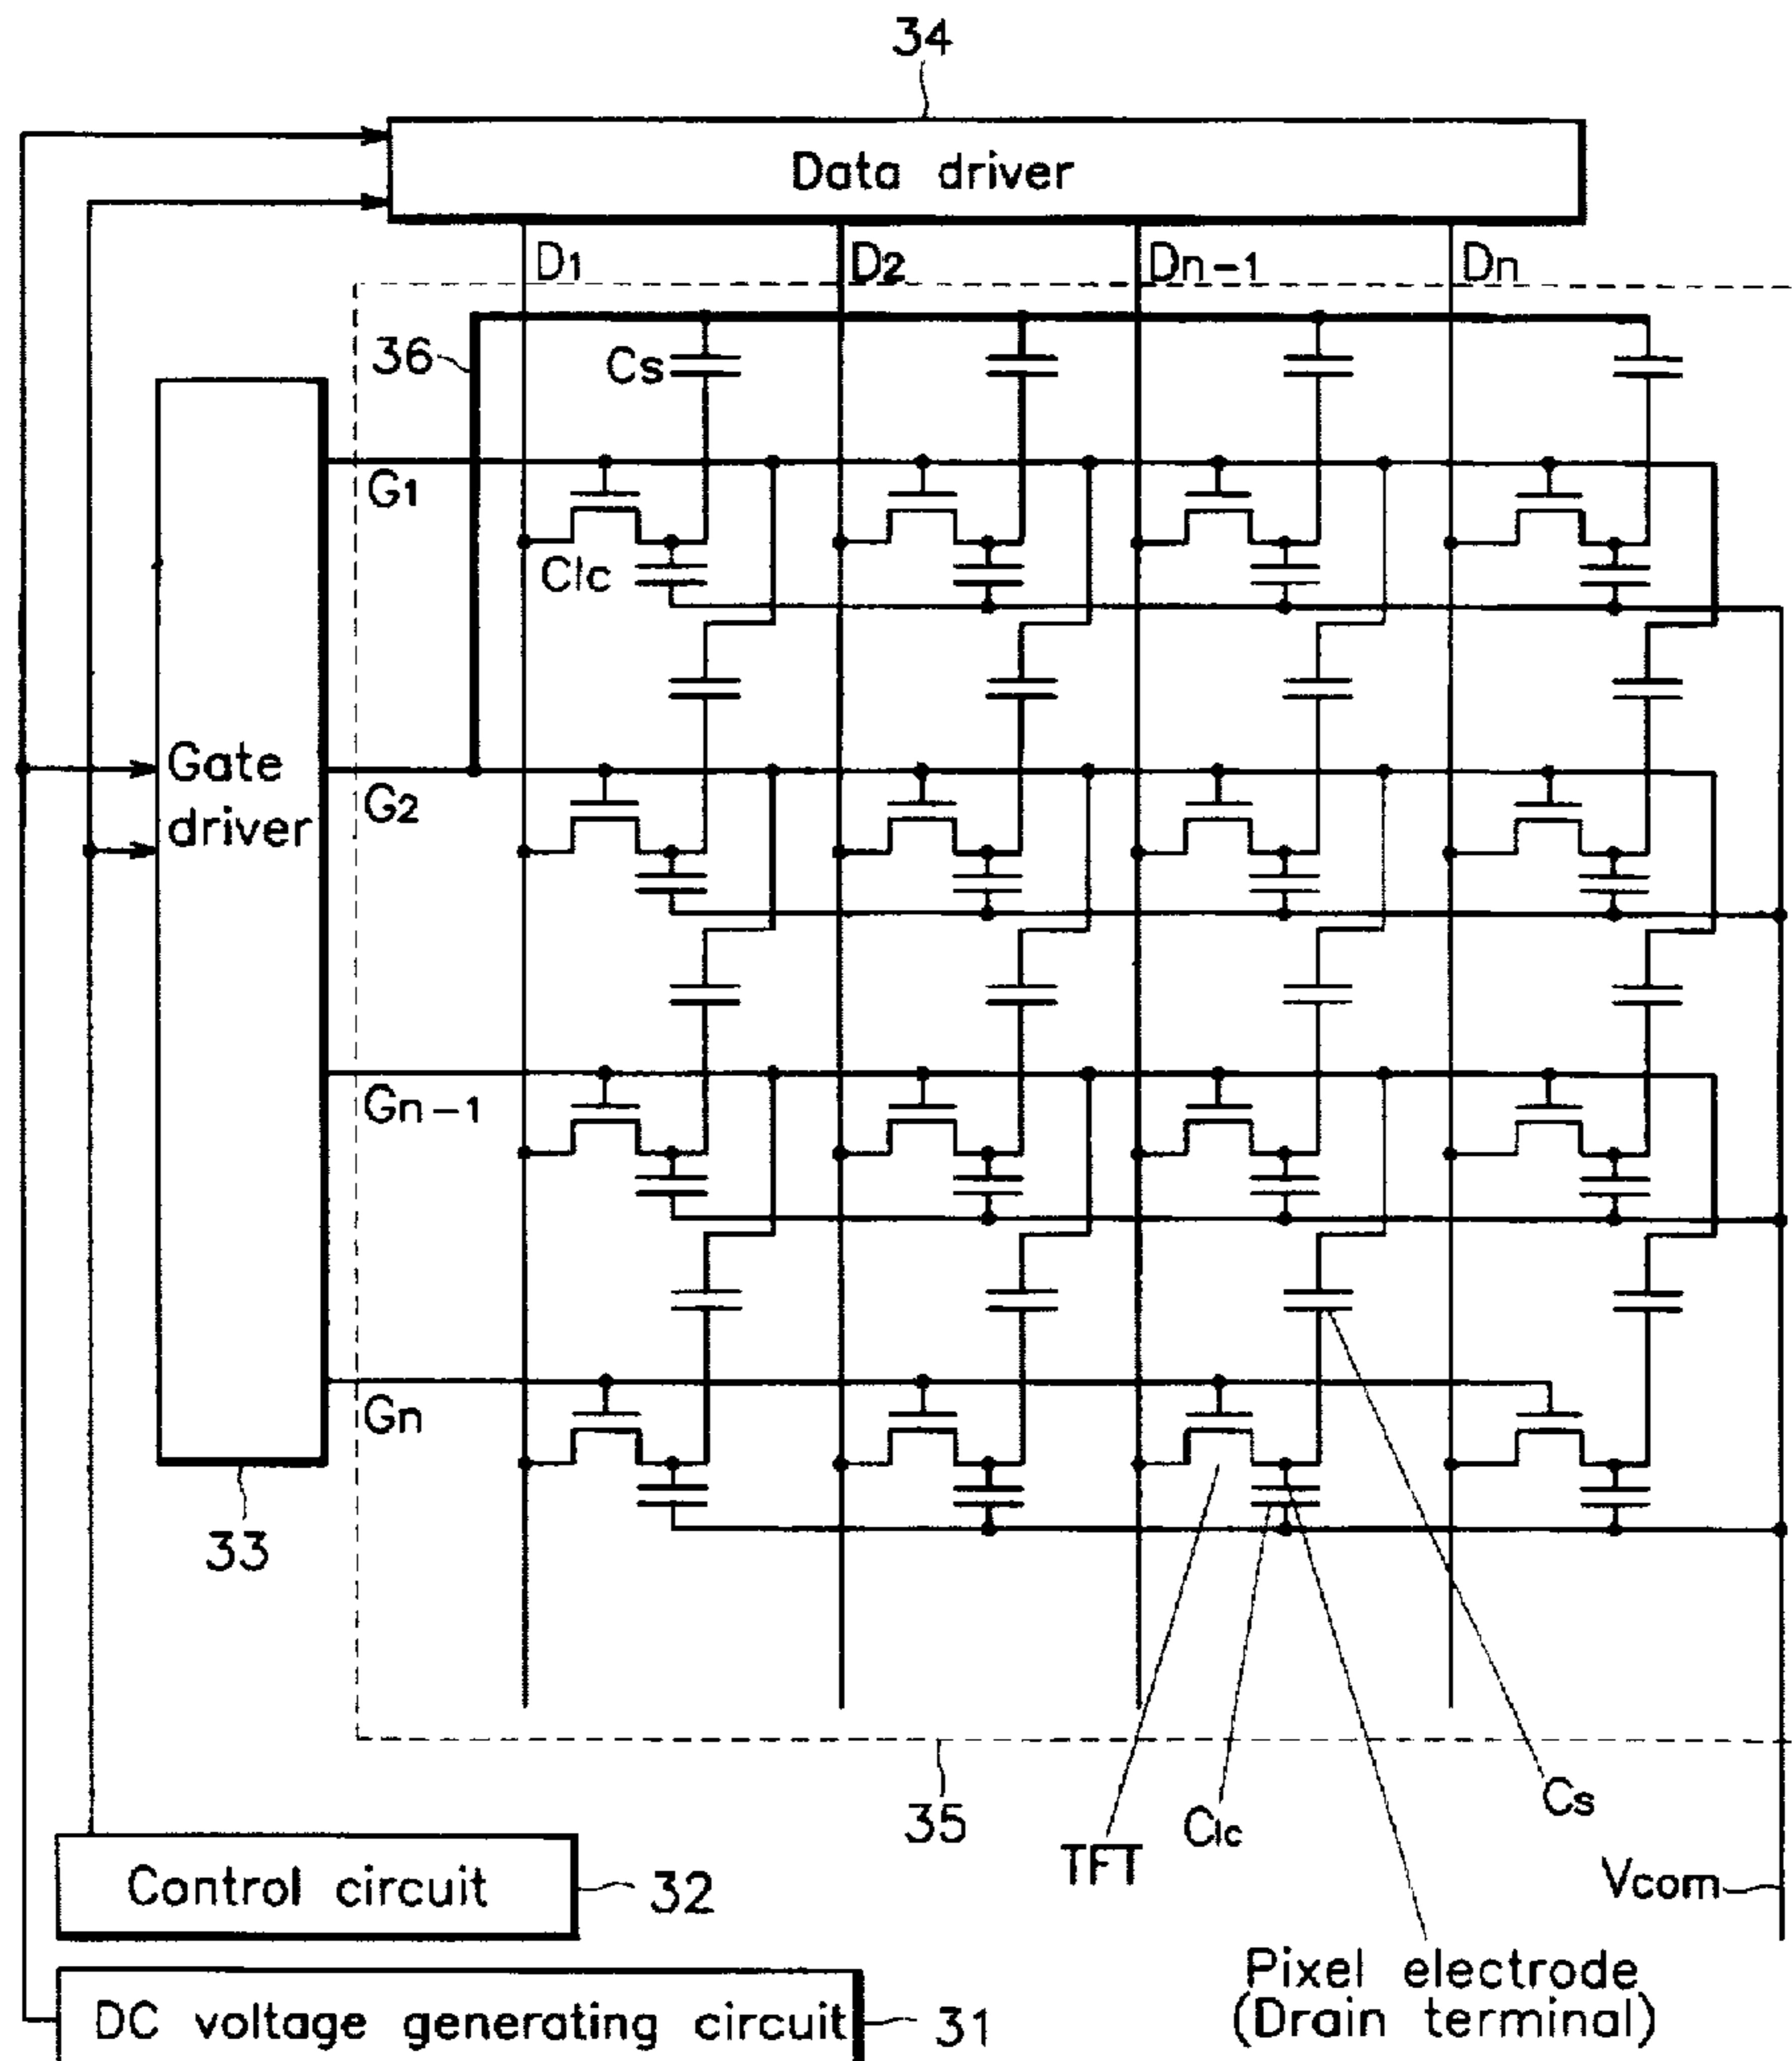 34
Data driver
D1
D2
Dn-1
Dn
36
Cs
G1
Clc
Gate
driver
G2
Gn-1
Gn
33
35
Cs
Clc
TFT
Control circuit
32
Vcom
Pixel electrode
(Drain terminal)
DC voltage generating circuit
31